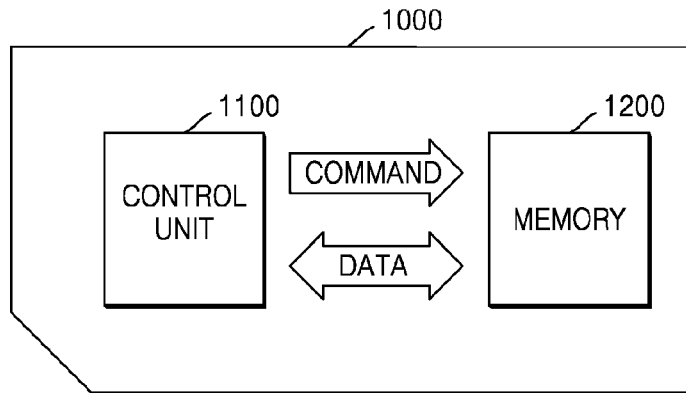 1000
1100
1200
CONTROL
UNIT
COMMAND
DATA
MEMORY